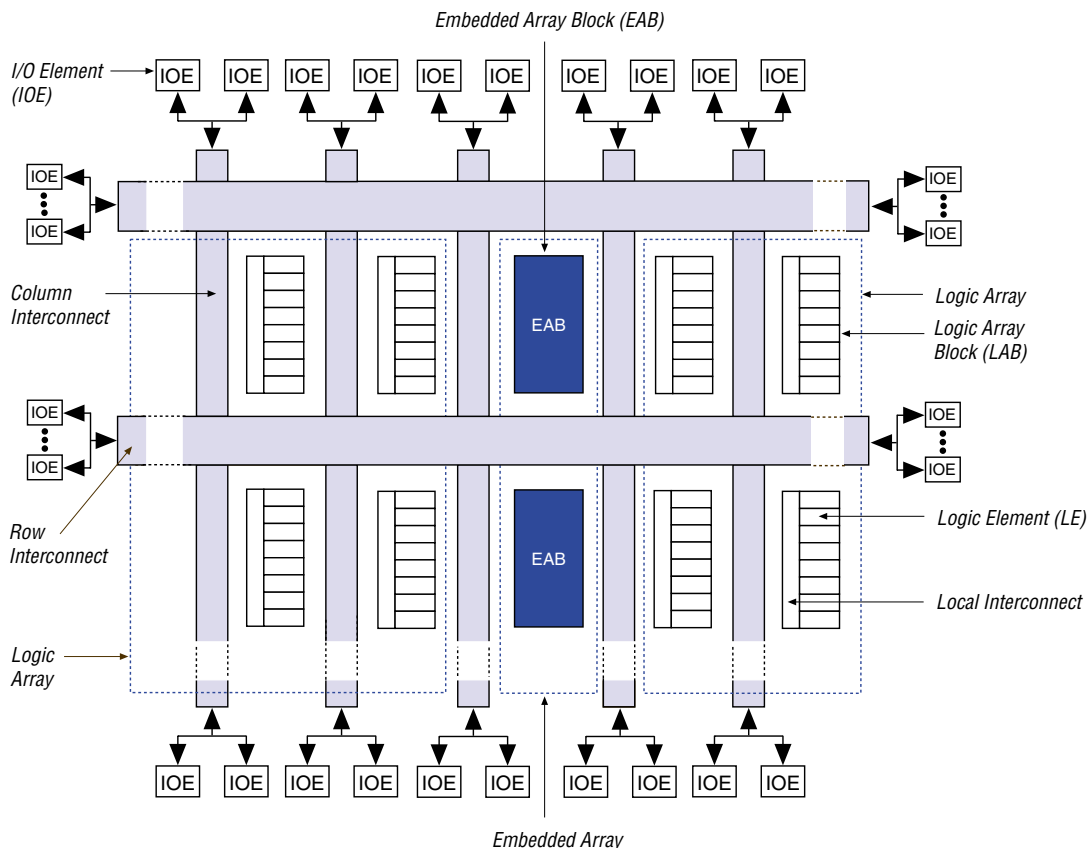 Embedded Array Block (EAB)
I/O Element
(IOE)
IOE IOE IOE IOE IOE IOE IOE IOE IOE IOE
IOE IOE
IOE IOE
Column
Interconnect
EAB
Logic Array
Logic Array
Block (LAB)
IOE IOE
IOE IOE
Row
Interconnect
EAB
Logic Element (LE)
Local Interconnect
Logic
Array
IOE IOE IOE IOE IOE IOE IOE IOE IOE IOE
Embedded Array